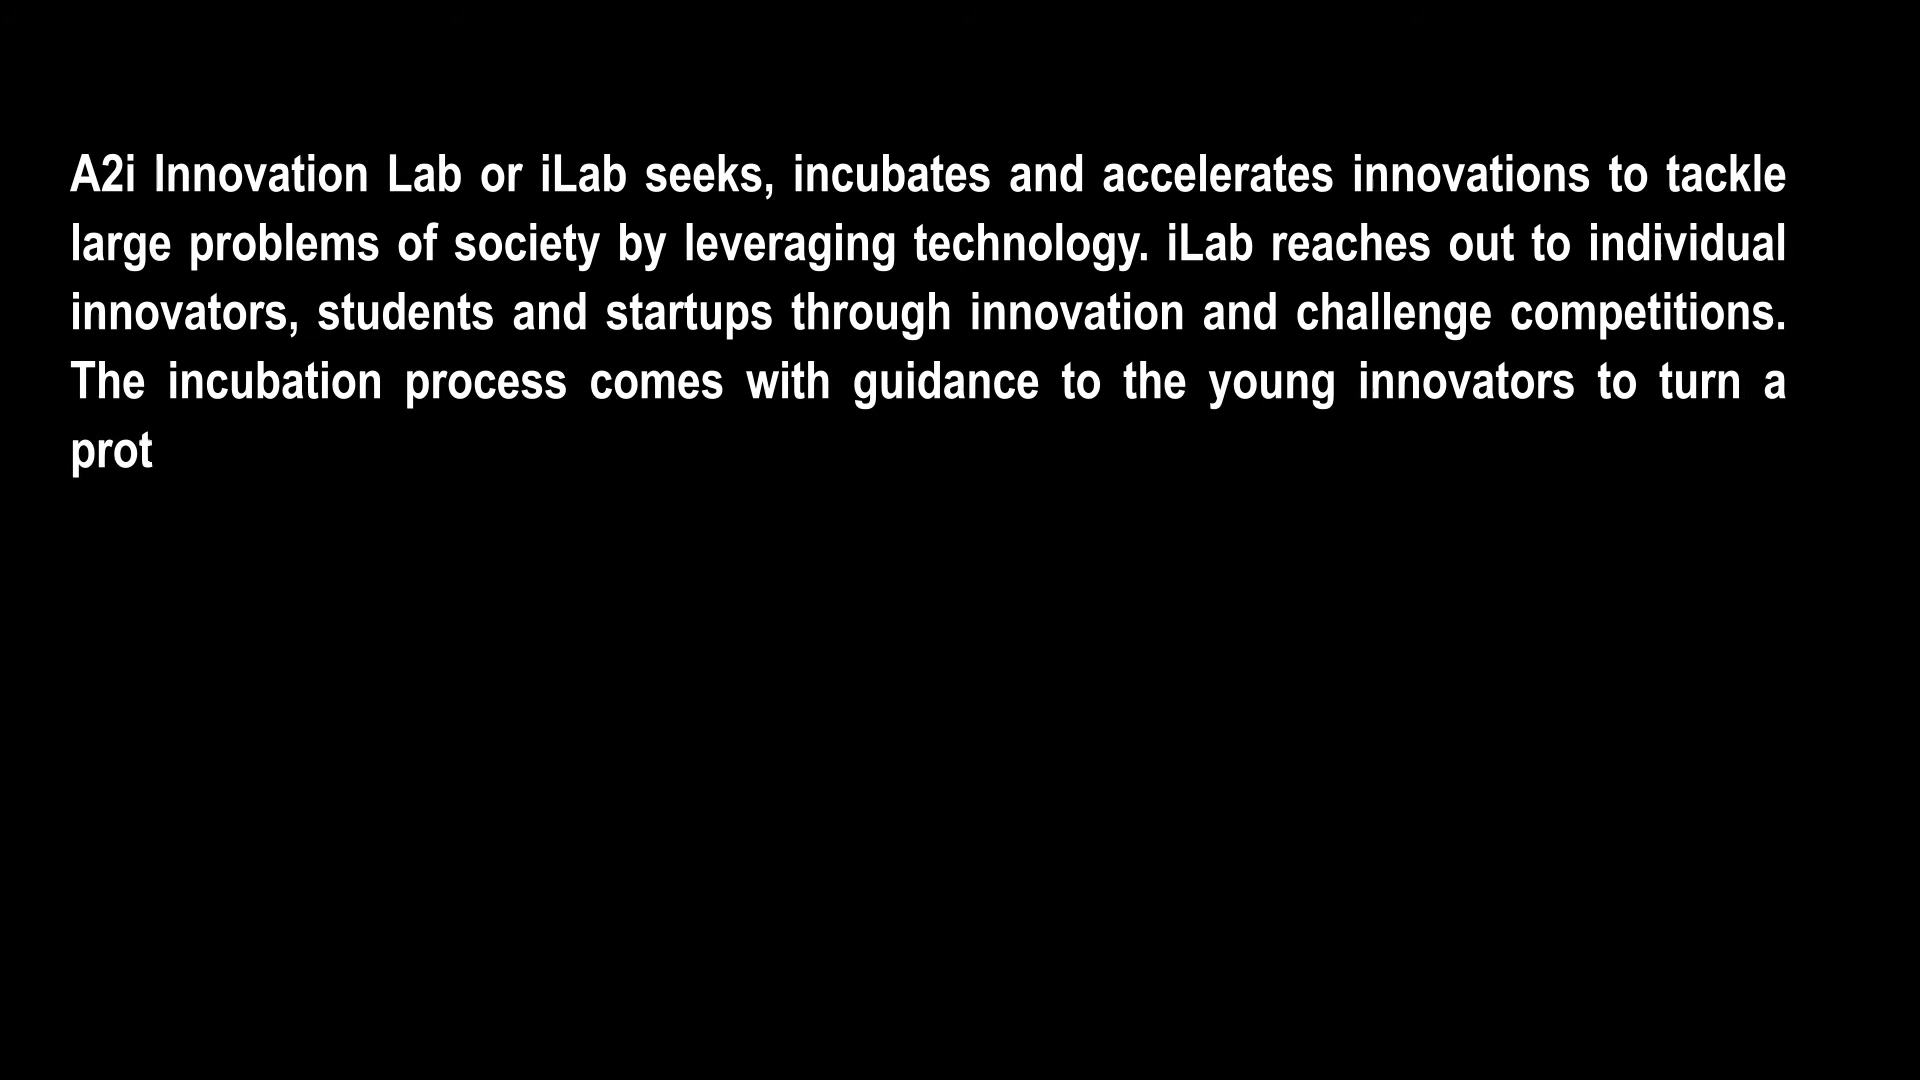 A2i Innovation Lab or iLab seeks, incubates and accelerates innovations to tackle
large problems of society by leveraging technology. iLab reaches out to individual
innovators, students and startups through innovation and challenge competitions.
The incubation process comes with guidance to the young innovators to turn a
prot